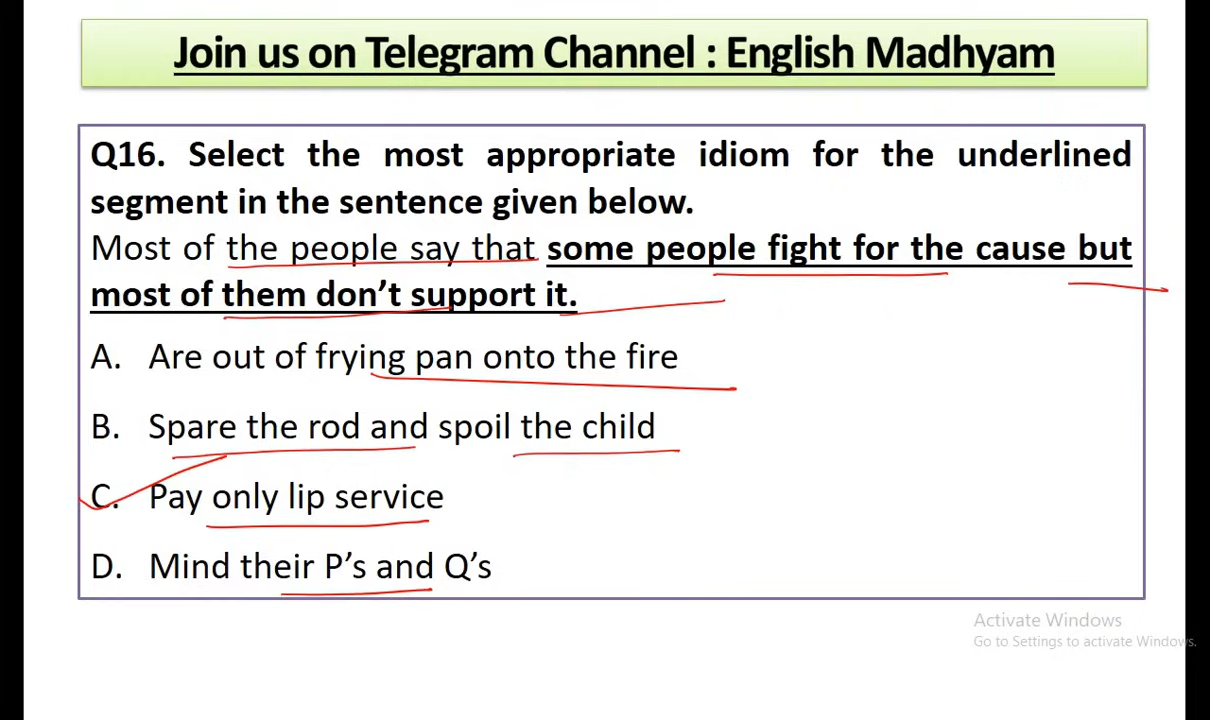 Join us on Telegram Channel : English Madhyam
Q16. Select the most appropriate idiom for the underlined
segment in the sentence given below.
Most of the people say that some people fight for the cause but
most of them don’t support it.
A. Are out of frying pan onto the fire
B. Spare the rod and spoil the child
C. Pay only lip service
D. Mind their P’s and Q’s
Activate Windows
Go to Settings to activate Windows.